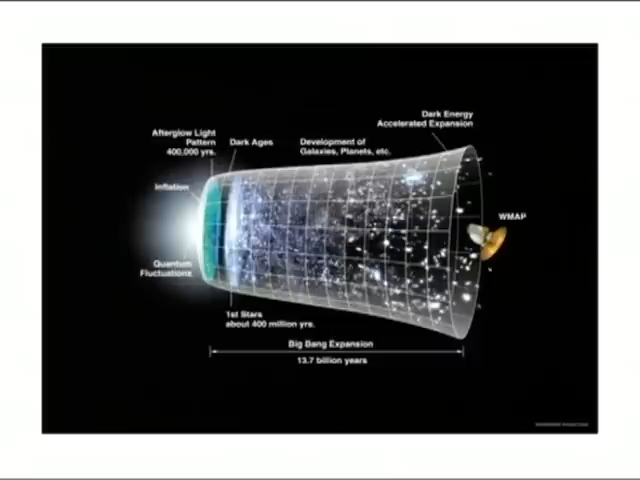 Dark Energy
Accelerated Expansion
Afterglow Light
Pattern
400,000 yrs.
Dark Ages
Development of
Galaxies, Planets, etc.
Inflation
WMAP
Quantum
Fluctuations
1st Stars
about 400 million yrs.
Big Bang Expansion
13.7 billion years